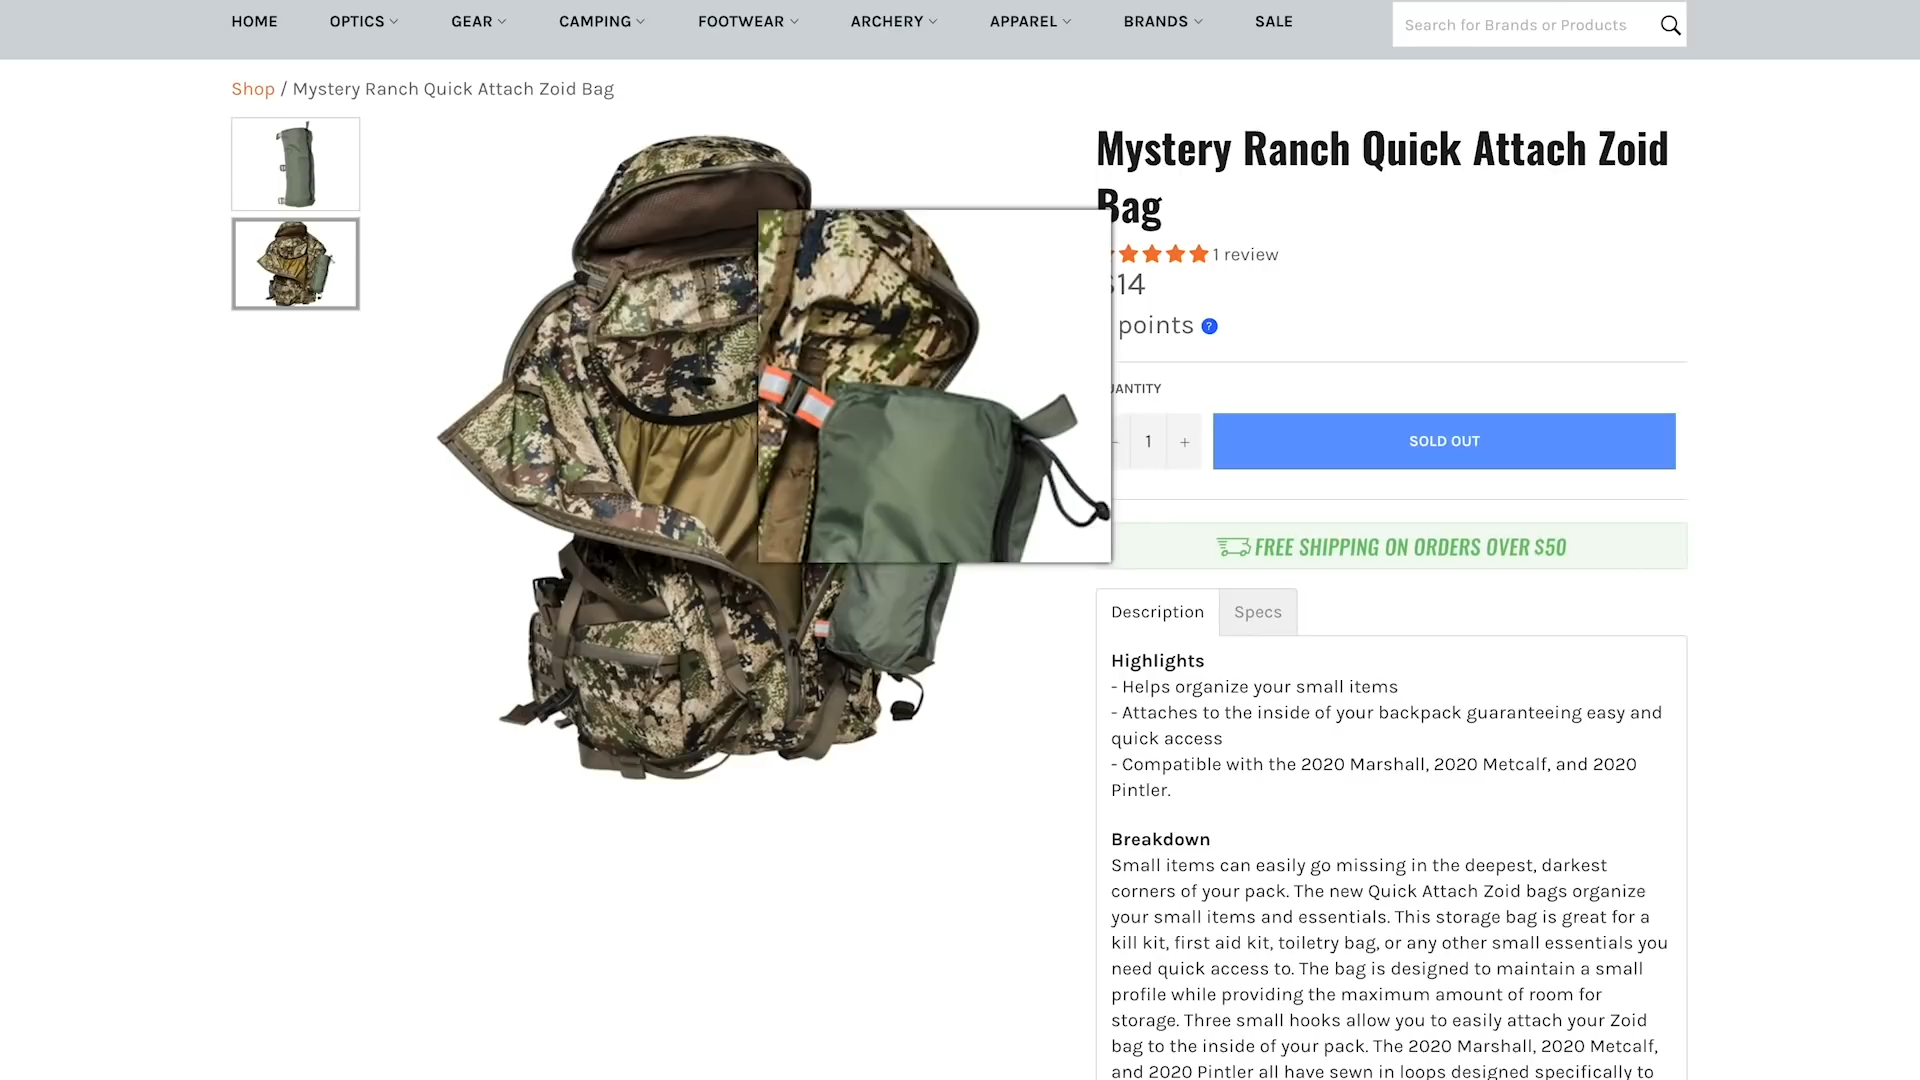 HOME OPTICS GEAR CAMPING FOOTWEAR ARCHERY APPAREL BRANDS SALE
Search for Brands or Products
Shop / Mystery Ranch Quick Attach Zoid Bag
Mystery Ranch Quick Attach Zoid
Bag
1 review
$14
points ?
UANTITY
- 1 +
SOLD OUT
FREE SHIPPING ON ORDERS OVER $50
Description Specs
Highlights
- Helps organize your small items
- Attaches to the inside of your backpack guaranteeing easy and
quick access
- Compatible with the 2020 Marshall, 2020 Metcalf, and 2020
Pintler.
Breakdown
Small items can easily go missing in the deepest, darkest
corners of your pack. The new Quick Attach Zoid bags organize
your small items and essentials. This storage bag is great for a
kill kit, first aid kit, toiletry bag, or any other small essentials you
need quick access to. The bag is designed to maintain a small
profile while providing the maximum amount of room for
storage. Three small hooks allow you to easily attach your Zoid
bag to the inside of your pack. The 2020 Marshall, 2020 Metcalf,
and 2020 Pintler all have sewn in loops designed specifically to